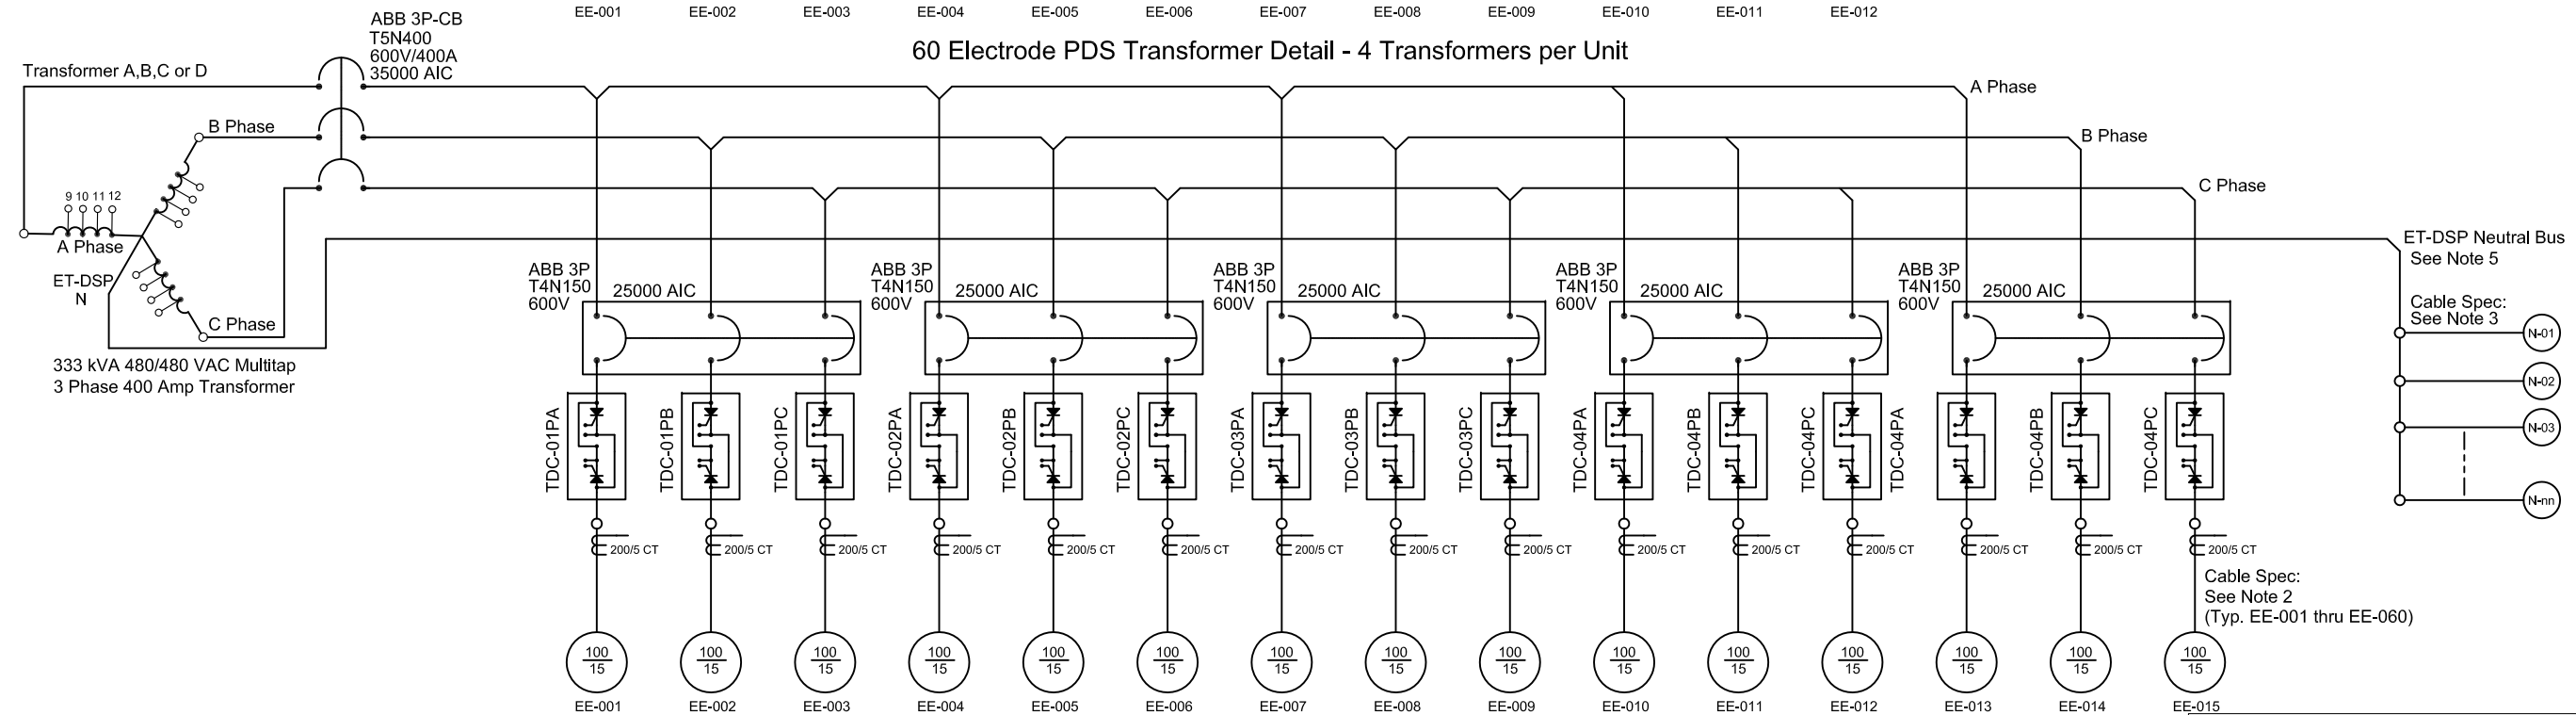 EE-001 EE-002 EE-003 EE-004 EE-005 EE-006 EE-007 EE-008 EE-009 EE-010 EE-011 EE-012
60 Electrode PDS Transformer Detail - 4 Transformers per Unit
ABB 3P-CB
T5N400
600V/400A
35000 AIC
Transformer A,B,C or D
A Phase
B Phase
B Phase
C Phase
9 10 11 12
A Phase
ET-DSP
N
C Phase
333 kVA 480/480 VAC Multitap
3 Phase 400 Amp Transformer
ET-DSP Neutral Bus
See Note 5
Cable Spec:
See Note 3
N-01
N-02
N-03
N-nn
ABB 3P
T4N150
600V
25000 AIC
ABB 3P
T4N150
600V
25000 AIC
ABB 3P
T4N150
600V
25000 AIC
ABB 3P
T4N150
600V
25000 AIC
ABB 3P
T4N150
600V
25000 AIC
TDC-01PA
TDC-01PB
TDC-01PC
TDC-02PA
TDC-02PB
TDC-02PC
TDC-03PA
TDC-03PB
TDC-03PC
TDC-04PA
TDC-04PB
TDC-04PC
TDC-04PA
TDC-04PB
TDC-04PC
200/5 CT 200/5 CT 200/5 CT 200/5 CT 200/5 CT 200/5 CT 200/5 CT 200/5 CT 200/5 CT 200/5 CT 200/5 CT 200/5 CT 200/5 CT 200/5 CT 200/5 CT
Cable Spec:
See Note 2
(Typ. EE-001 thru EE-060)
100 100 100 100 100 100 100 100 100 100 100 100 100 100 100
15 15 15 15 15 15 15 15 15 15 15 15 15 15 15
EE-001 EE-002 EE-003 EE-004 EE-005 EE-006 EE-007 EE-008 EE-009 EE-010 EE-011 EE-012 EE-013 EE-014 EE-015